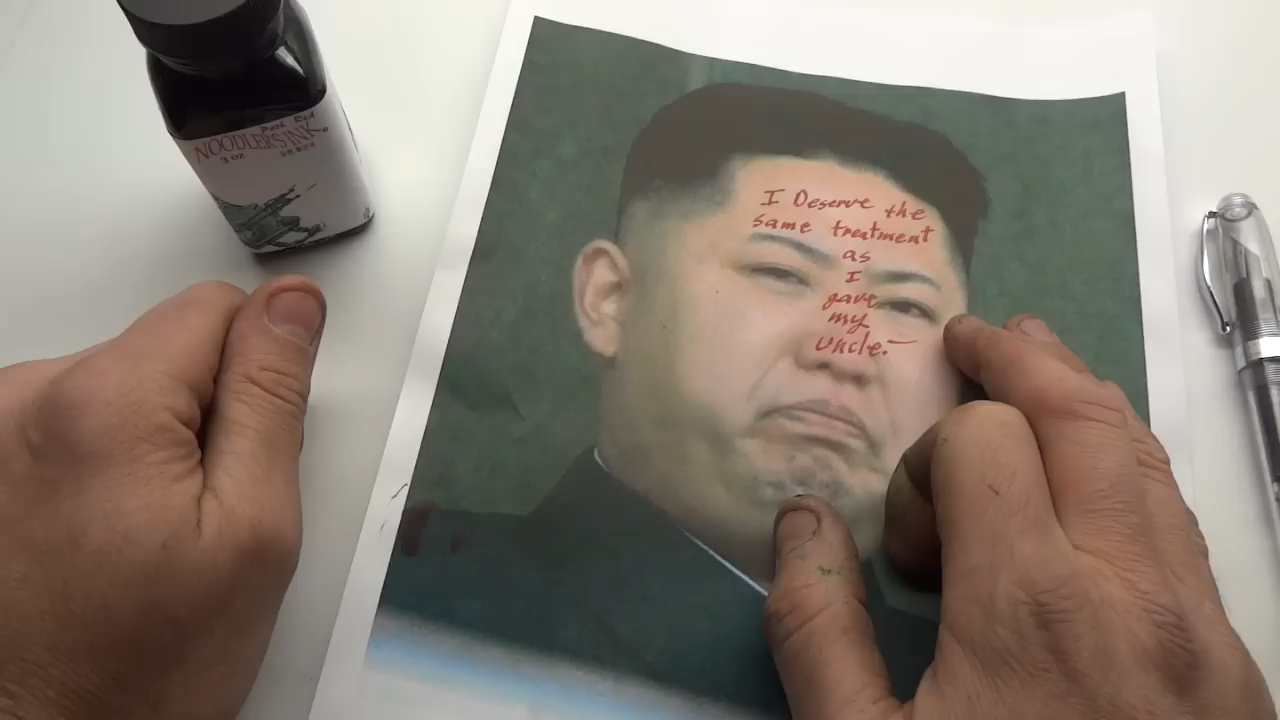 Dark Red
NOODLER'S INK
3 oz
I Deserve the
same treatment
as
I
gave
my
uncle.